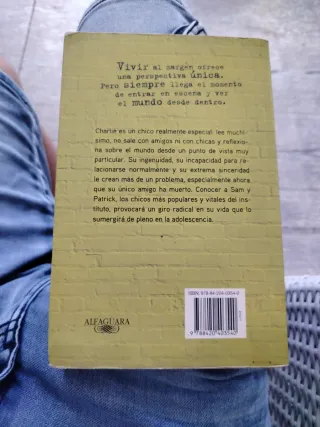 Vivir al margen ofrece
una perspectiva única.
Pero siempre llega el momento
de entrar en escena y ver
el mundo desde dentro.
Charlie es un chico realmente especial: lee muchí-
simo, no sale con amigos ni con chicas y reflexio-
na sobre el mundo desde un punto de vista muy
particular. Su ingenuidad, su incapacidad para re-
lacionarse normalmente y su extrema sinceridad
le crean más de un problema, especialmente ahora
que su único amigo ha muerto. Conocer a Sam y
Patrick, los chicos más populares y vitales del ins-
tituto, provocará un giro radical en su vida que lo
sumergirá de pleno en la adolescencia.
ALFAGUARA
9 788420 403540